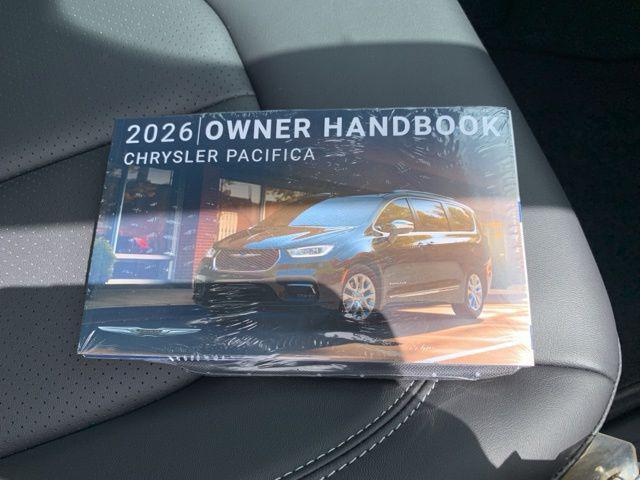 2026 | OWNER HANDBOOK
CHRYSLER PACIFICA